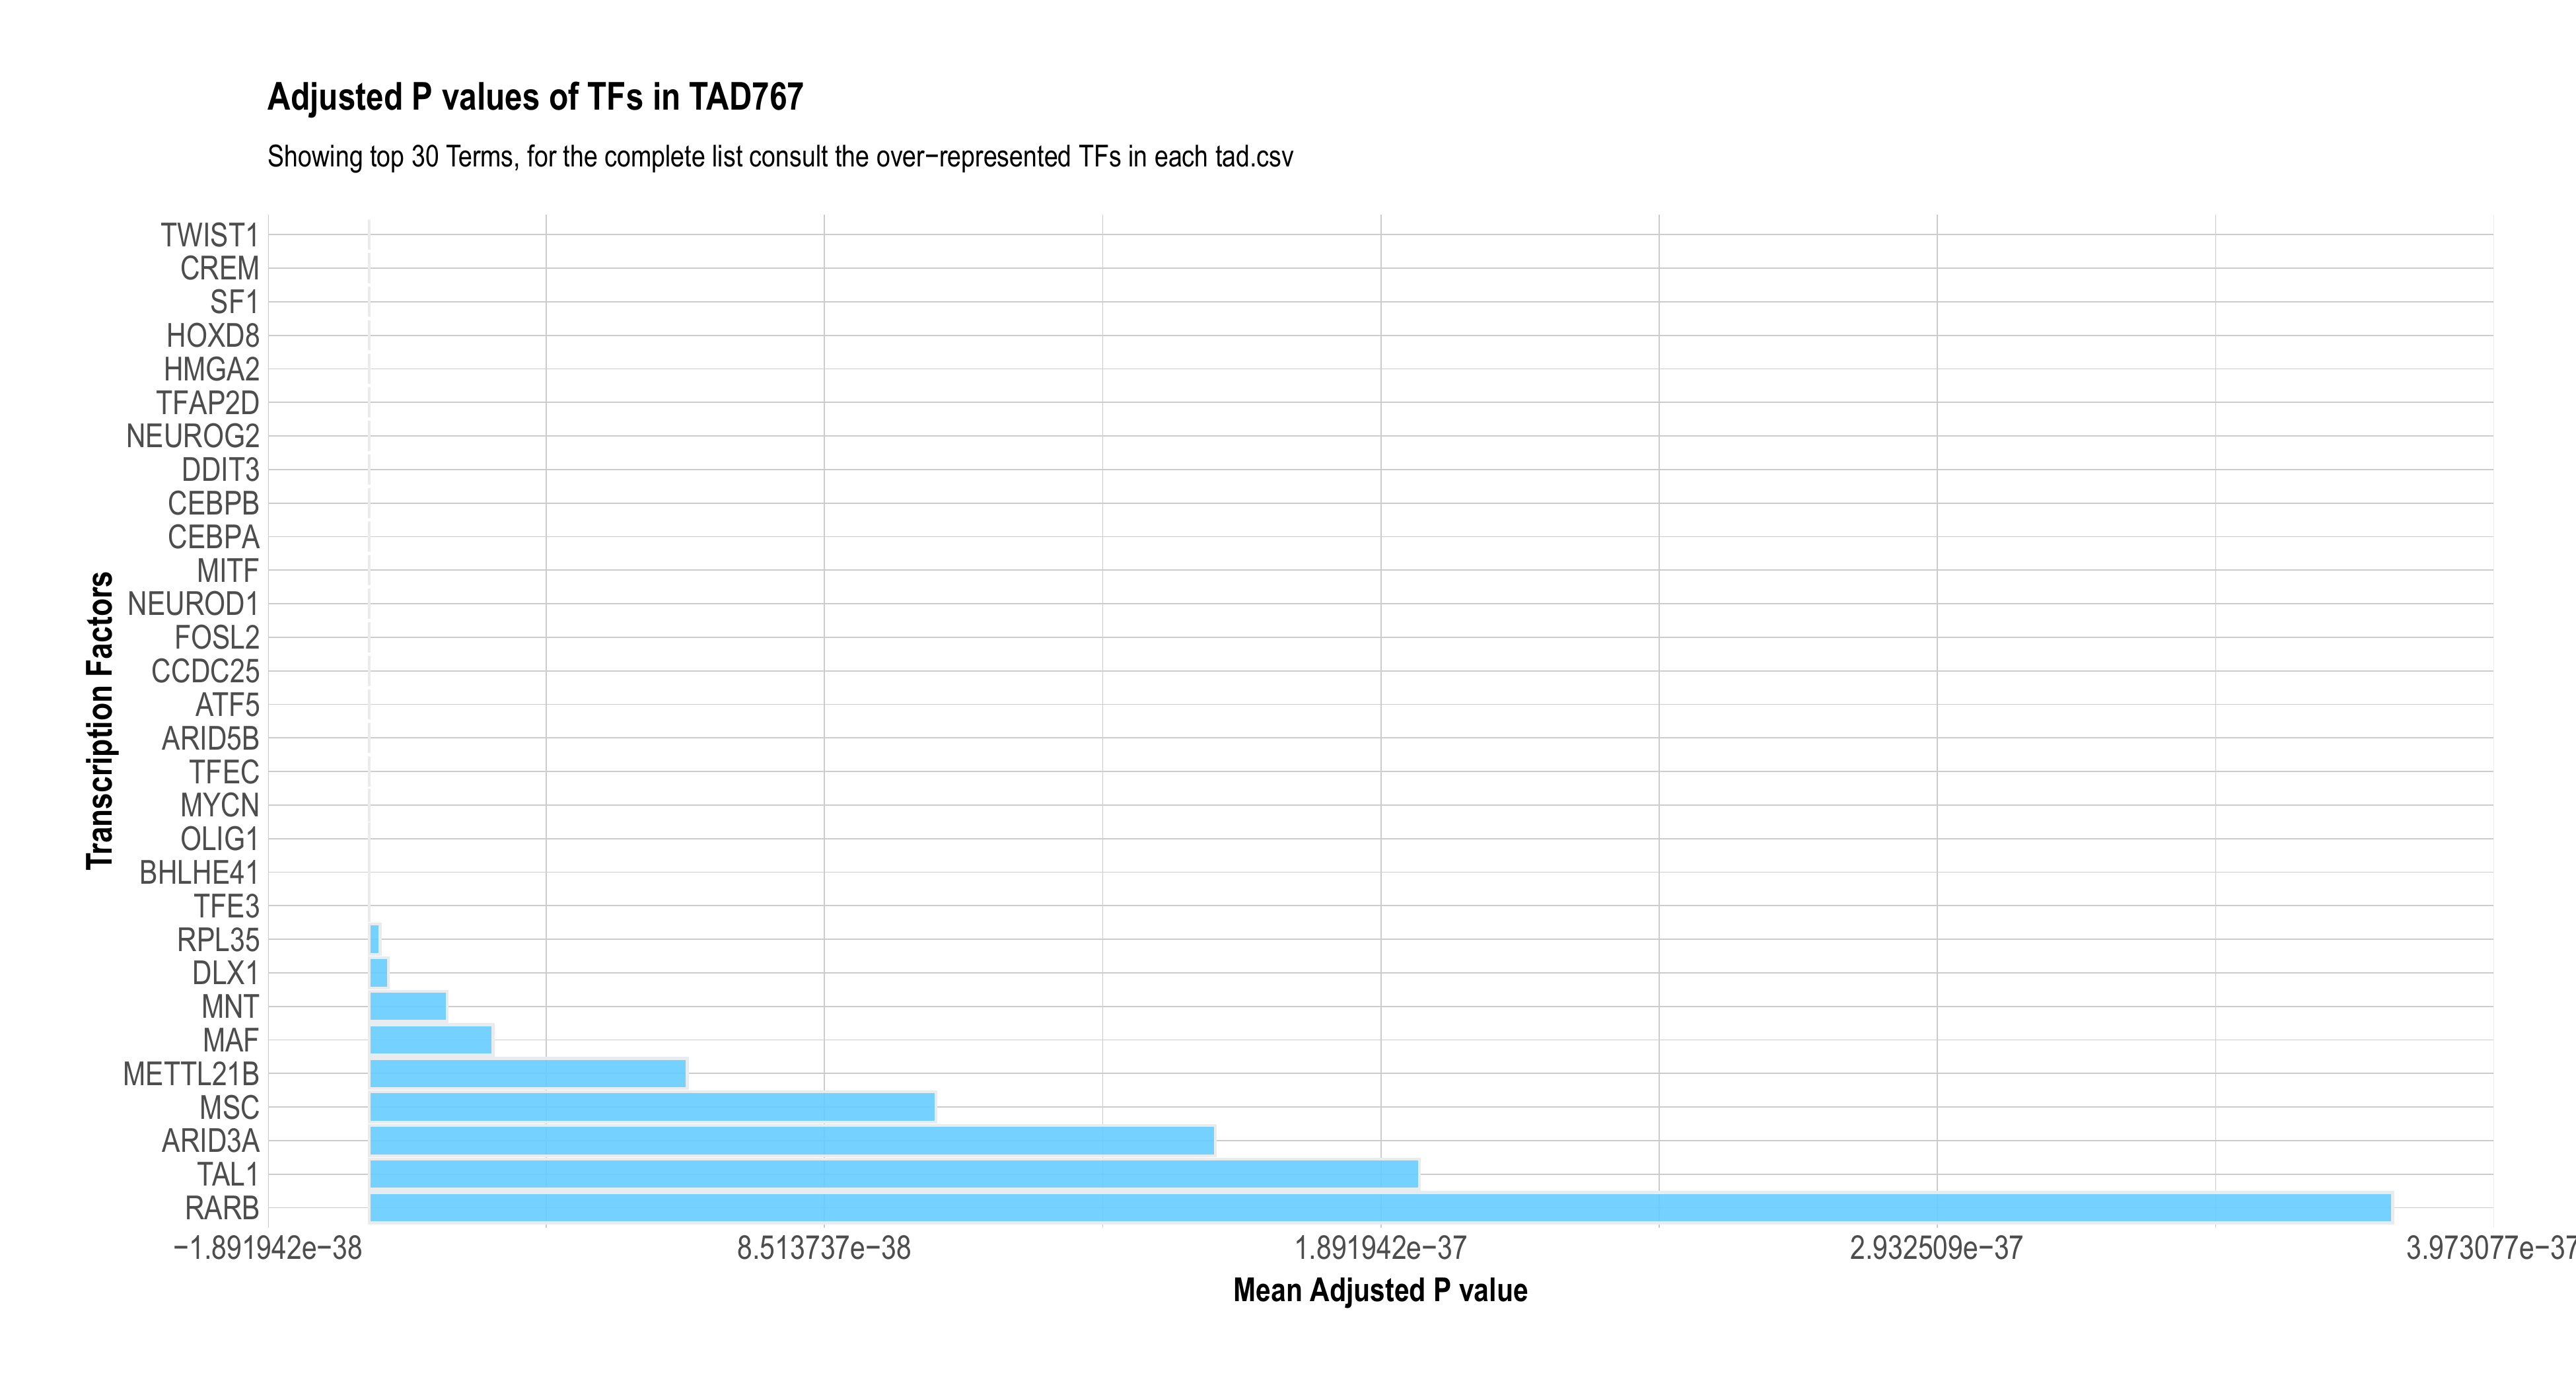 Adjusted P values of TFs in TAD767
Showing top 30 Terms, for the complete list consult the over−represented TFs in each tad.csv
Transcription Factors
TWIST1
CREM
SF1
HOXD8
HMGA2
TFAP2D
NEUROG2
DDIT3
CEBPB
CEBPA
MITF
NEUROD1
FOSL2
CCDC25
ATF5
ARID5B
TFEC
MYCN
OLIG1
BHLHE41
TFE3
RPL35
DLX1
MNT
MAF
METTL21B
MSC
ARID3A
TAL1
RARB
−1.891942e−38 8.513737e−38 1.891942e−37 2.932509e−37 3.973077e−37
Mean Adjusted P value